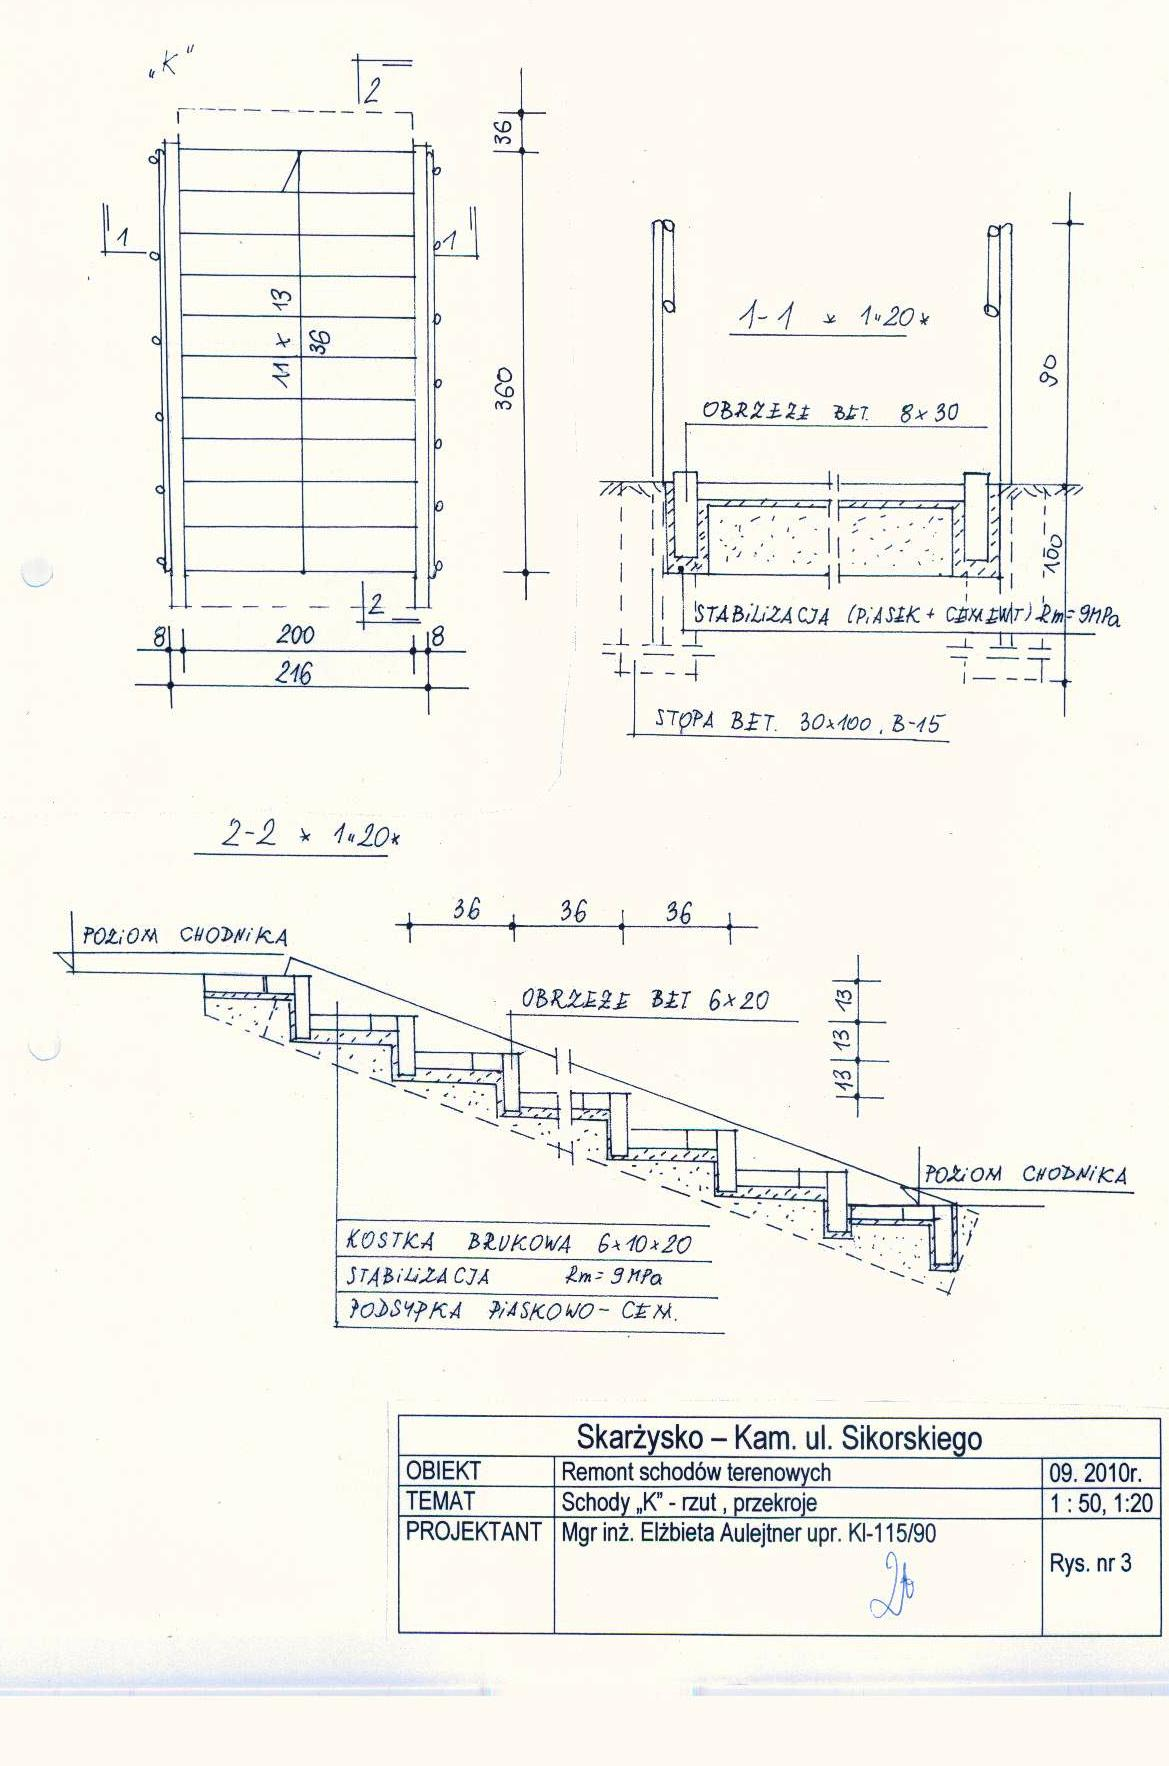 „K”
2
36
1
1
11 x 13
36
360
2
8
200
8
216
1-1 * 1"20*
90
OBRZEŻE BET. 8x30
100
STABILIZACJA (PIASEK + CEMENT) Rm=9MPa
STOPA BET. 30x100, B-15
2-2 * 1"20*
36 36 36
POZIOM CHODNIKA
OBRZEŻE BET 6x20
13
13
13
POZIOM CHODNIKA
KOSTKA BRUKOWA 6x10x20
STABILIZACJA Rm=9MPa
PODSYPKA PIASKOWO-CEM.
Skarżysko – Kam. ul. Sikorskiego
OBIEKT Remont schodów terenowych 09. 2010r.
TEMAT Schody „K” - rzut , przekroje 1 : 50, 1:20
PROJEKTANT Mgr inż. Elżbieta Aulejtner upr. Kl-115/90
Rys. nr 3